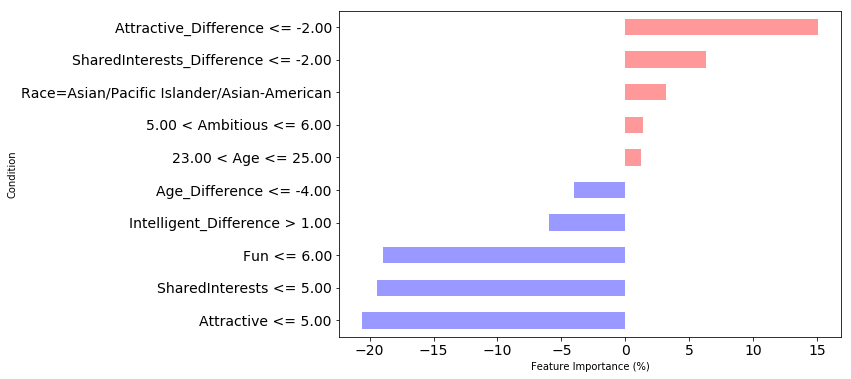 Attractive_Difference <= -2.00
SharedInterests_Difference <= -2.00
Race=Asian/Pacific Islander/Asian-American
5.00 < Ambitious <= 6.00
23.00 < Age <= 25.00
Age_Difference <= -4.00
Intelligent_Difference > 1.00
Fun <= 6.00
SharedInterests <= 5.00
Attractive <= 5.00
Condition
−20 −15 −10 −5 0 5 10 15
Feature Importance (%)